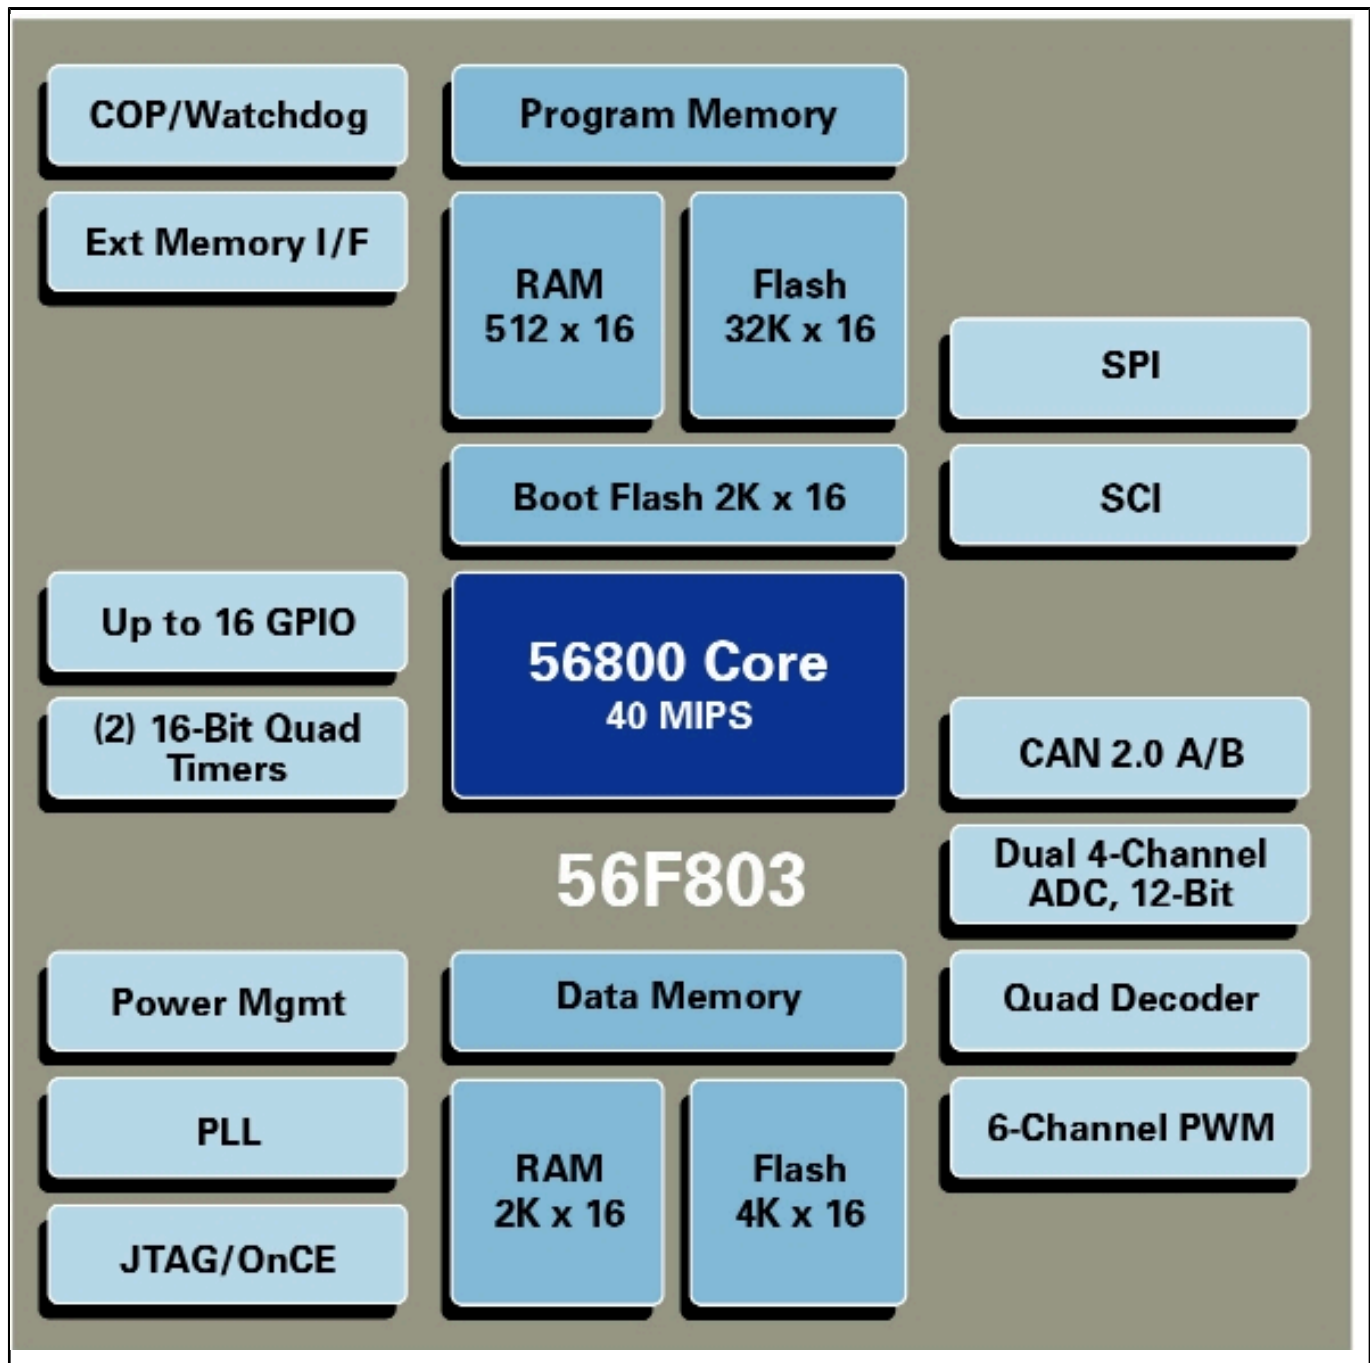 COP/Watchdog
Ext Memory I/F
Up to 16 GPIO
(2) 16-Bit Quad
Timers
Power Mgmt
PLL
JTAG/OnCE
Program Memory
RAM
512 x 16
Flash
32K x 16
Boot Flash 2K x 16
56800 Core
40 MIPS
56F803
Data Memory
RAM
2K x 16
Flash
4K x 16
SPI
SCI
CAN 2.0 A/B
Dual 4-Channel
ADC, 12-Bit
Quad Decoder
6-Channel PWM